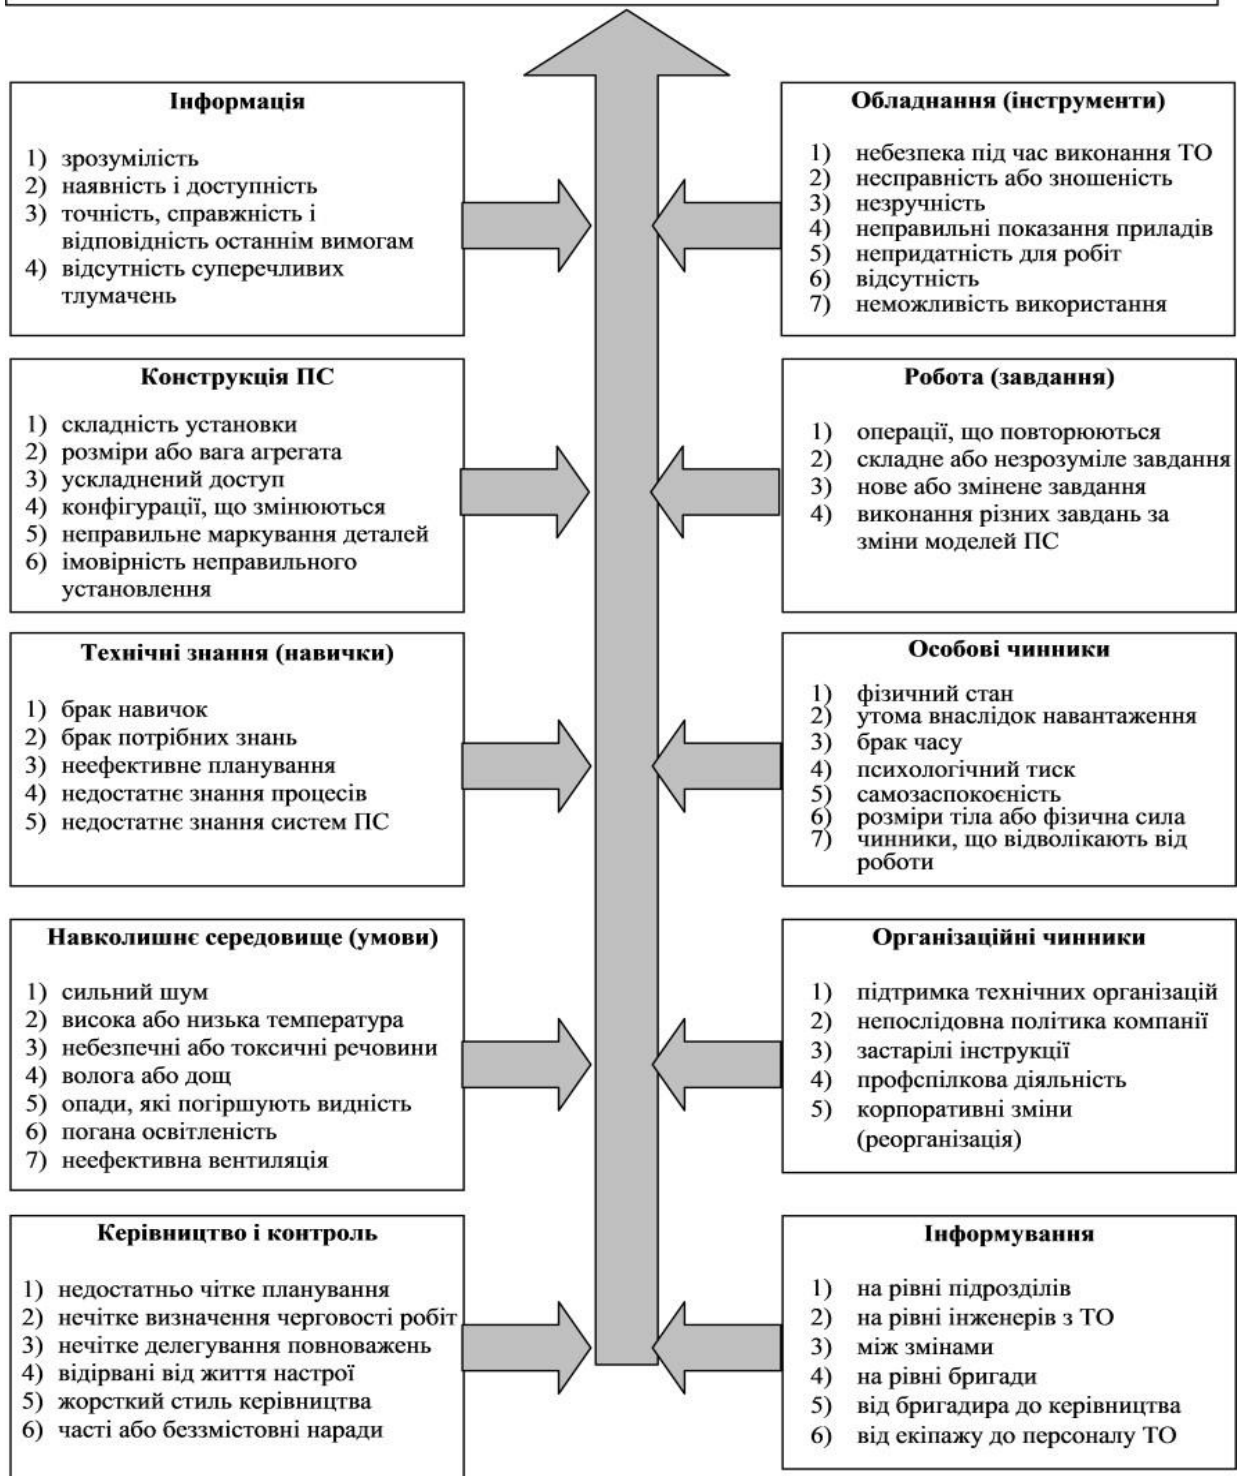 Інформація
1) зрозумілість
2) наявність і доступність
3) точність, справжність і
відповідність останнім вимогам
4) відсутність суперечливих
тлумачень
Обладнання (інструменти)
1) небезпека під час виконання ТО
2) несправність або зношеність
3) незручність
4) неправильні показання приладів
5) непридатність для робіт
6) відсутність
7) неможливість використання
Конструкція ПС
1) складність установки
2) розміри або вага агрегата
3) ускладнений доступ
4) конфігурації, що змінюються
5) неправильне маркування деталей
6) імовірність неправильного
установлення
Робота (завдання)
1) операції, що повторюються
2) складне або незрозуміле завдання
3) нове або змінене завдання
4) виконання різних завдань за
зміни моделей ПС
Технічні знання (навички)
1) брак навичок
2) брак потрібних знань
3) неефективне планування
4) недостатнє знання процесів
5) недостатнє знання систем ПС
Особові чинники
1) фізичний стан
2) утома внаслідок навантаження
3) брак часу
4) психологічний тиск
5) самозаспокоєність
6) розміри тіла або фізична сила
7) чинники, що відволікають від
роботи
Навколишнє середовище (умови)
1) сильний шум
2) висока або низька температура
3) небезпечні або токсичні речовини
4) волога або дощ
5) опади, які погіршують видність
6) погана освітленість
7) неефективна вентиляція
Організаційні чинники
1) підтримка технічних організацій
2) непослідовна політика компанії
3) застарілі інструкції
4) профспілкова діяльність
5) корпоративні зміни
(реорганізація)
Керівництво і контроль
1) недостатньо чітке планування
2) нечітке визначення черговості робіт
3) нечітке делегування повноважень
4) відірвані від життя настрої
5) жорсткий стиль керівництва
6) часті або беззмістовні наради
Інформування
1) на рівні підрозділів
2) на рівні інженерів з ТО
3) між змінами
4) на рівні бригади
5) від бригадира до керівництва
6) від екіпажу до персоналу ТО